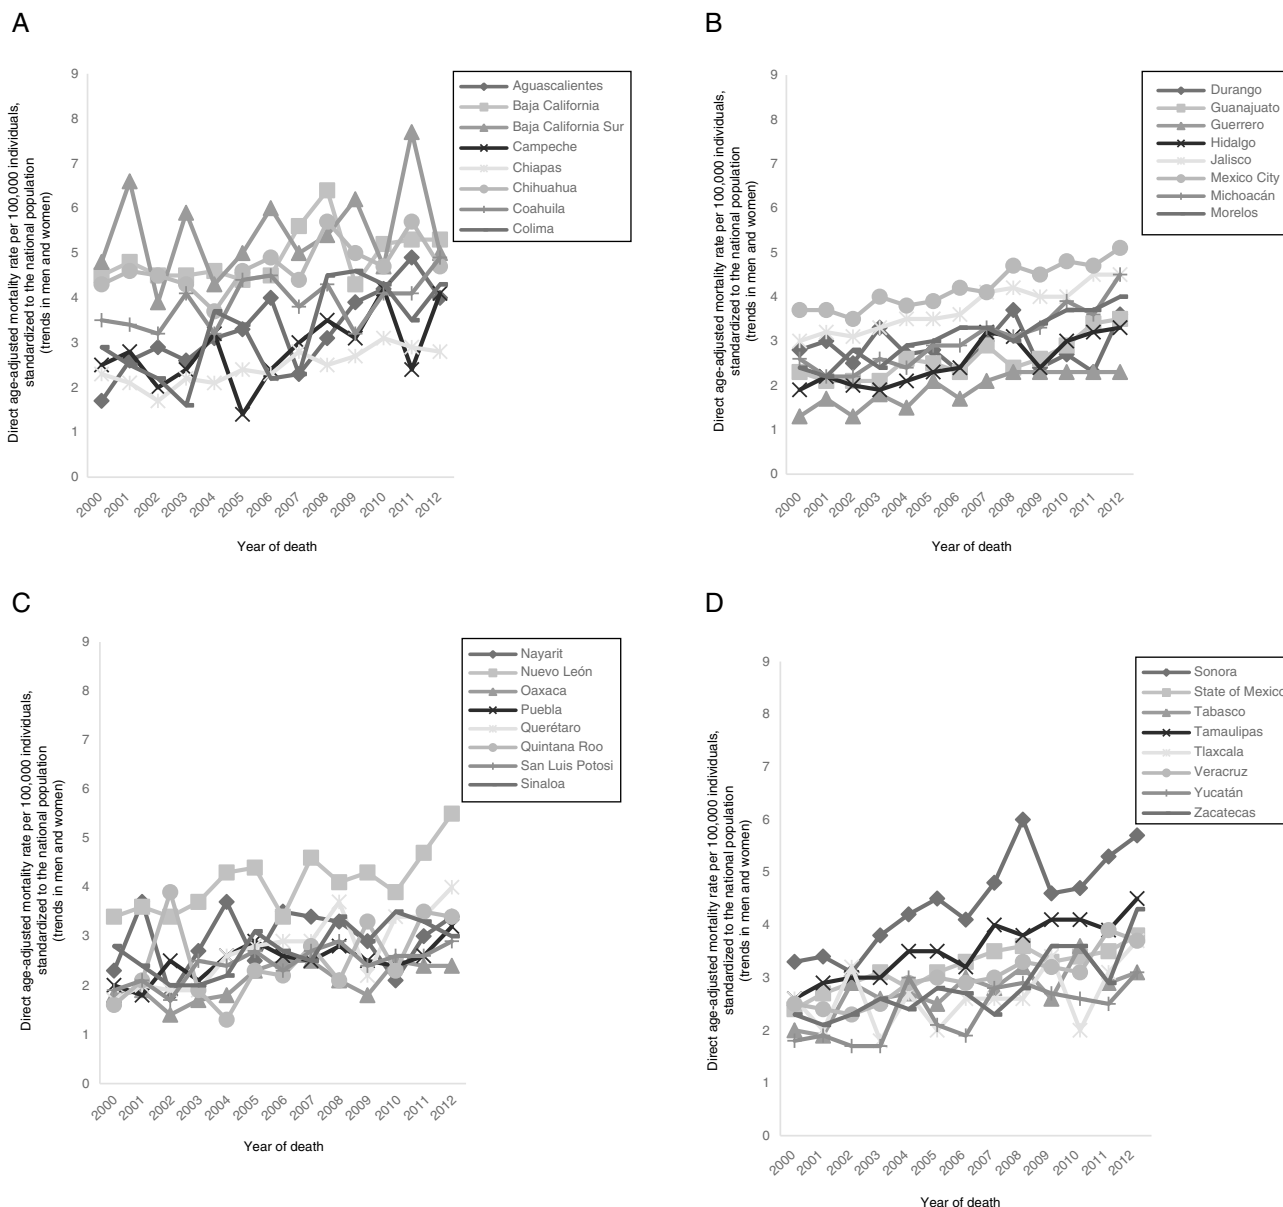 A
Direct age-adjusted mortality rate per 100,000 individuals,
standardized to the national population
(trends in men and women)
9
8
7
6
5
4
3
2
1
0
2000 2001 2002 2003 2004 2005 2006 2007 2008 2009 2010 2011 2012
Year of death
Aguascalientes
Baja California
Baja California Sur
Campeche
Chiapas
Chihuahua
Coahuila
Colima
B
Direct age-adjusted mortality rate per 100,000 individuals,
standardized to the national population
(trends in men and women)
9
8
7
6
5
4
3
2
1
0
2000 2001 2002 2003 2004 2005 2006 2007 2008 2009 2010 2011 2012
Year of death
Durango
Guanajuato
Guerrero
Hidalgo
Jalisco
Mexico City
Michoacán
Morelos
C
Direct age-adjusted mortality rate per 100,000 individuals,
standardized to the national population
(trends in men and women)
9
8
7
6
5
4
3
2
1
0
2000 2001 2002 2003 2004 2005 2006 2007 2008 2009 2010 2011 2012
Year of death
Nayarit
Nuevo León
Oaxaca
Puebla
Querétaro
Quintana Roo
San Luis Potosi
Sinaloa
D
Direct age-adjusted mortality rate per 100,000 individuals,
standardized to the national population
(trends in men and women)
9
8
7
6
5
4
3
2
1
0
2000 2001 2002 2003 2004 2005 2006 2007 2008 2009 2010 2011 2012
Year of death
Sonora
State of Mexico
Tabasco
Tamaulipas
Tlaxcala
Veracruz
Yucatán
Zacatecas